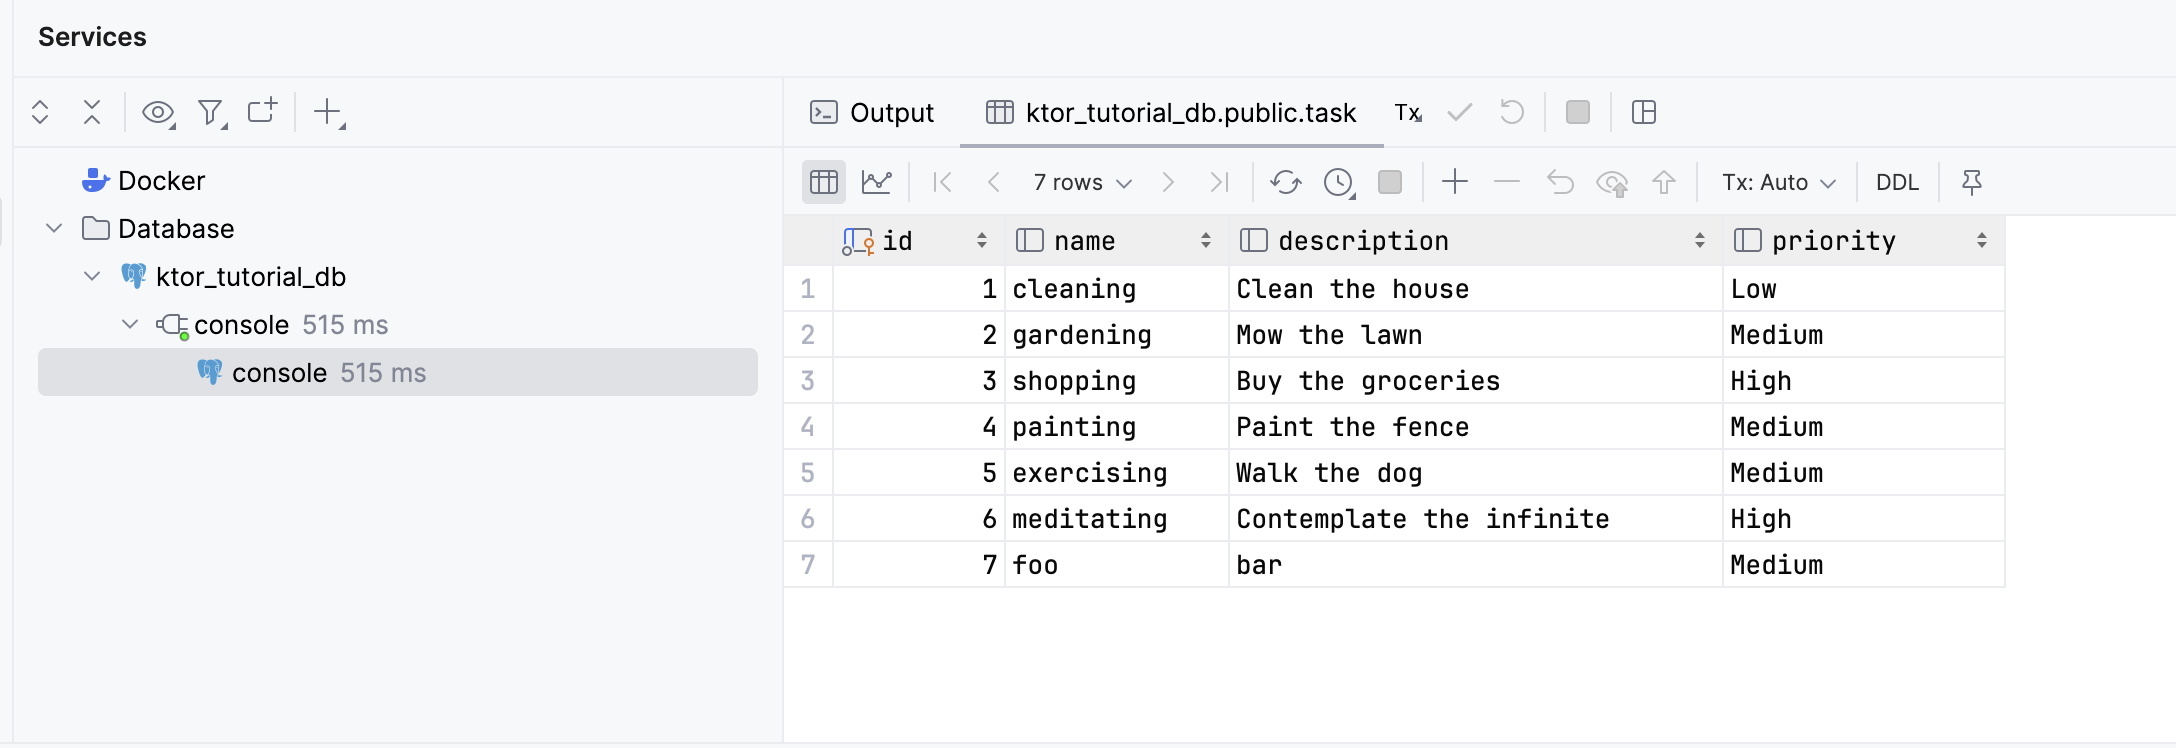 Services
Output ktor_tutorial_db.public.task Tx
Docker
Database
ktor_tutorial_db
console 515 ms
console 515 ms
7 rows Tx: Auto DDL
id name description priority
1 1 cleaning Clean the house Low
2 2 gardening Mow the lawn Medium
3 3 shopping Buy the groceries High
4 4 painting Paint the fence Medium
5 5 exercising Walk the dog Medium
6 6 meditating Contemplate the infinite High
7 7 foo bar Medium